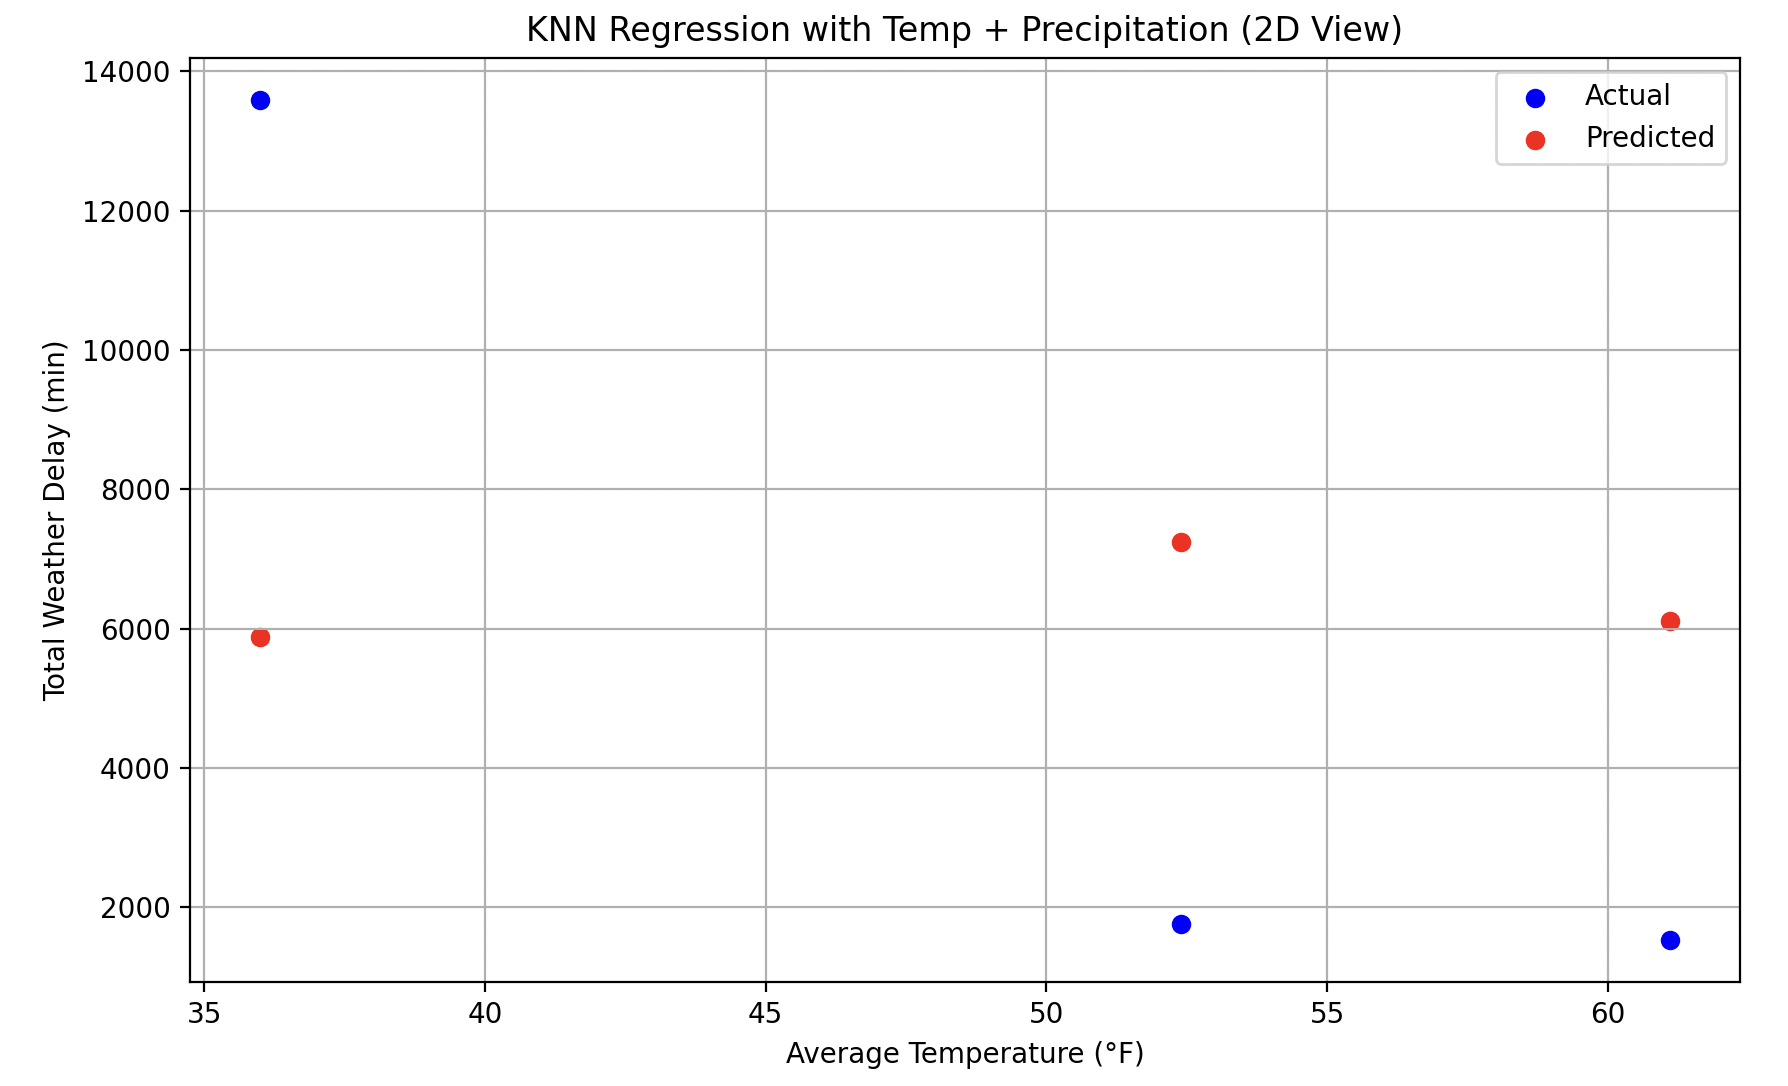 KNN Regression with Temp + Precipitation (2D View)
Actual
Predicted
Total Weather Delay (min)
14000
12000
10000
8000
6000
4000
2000
35 40 45 50 55 60
Average Temperature (°F)